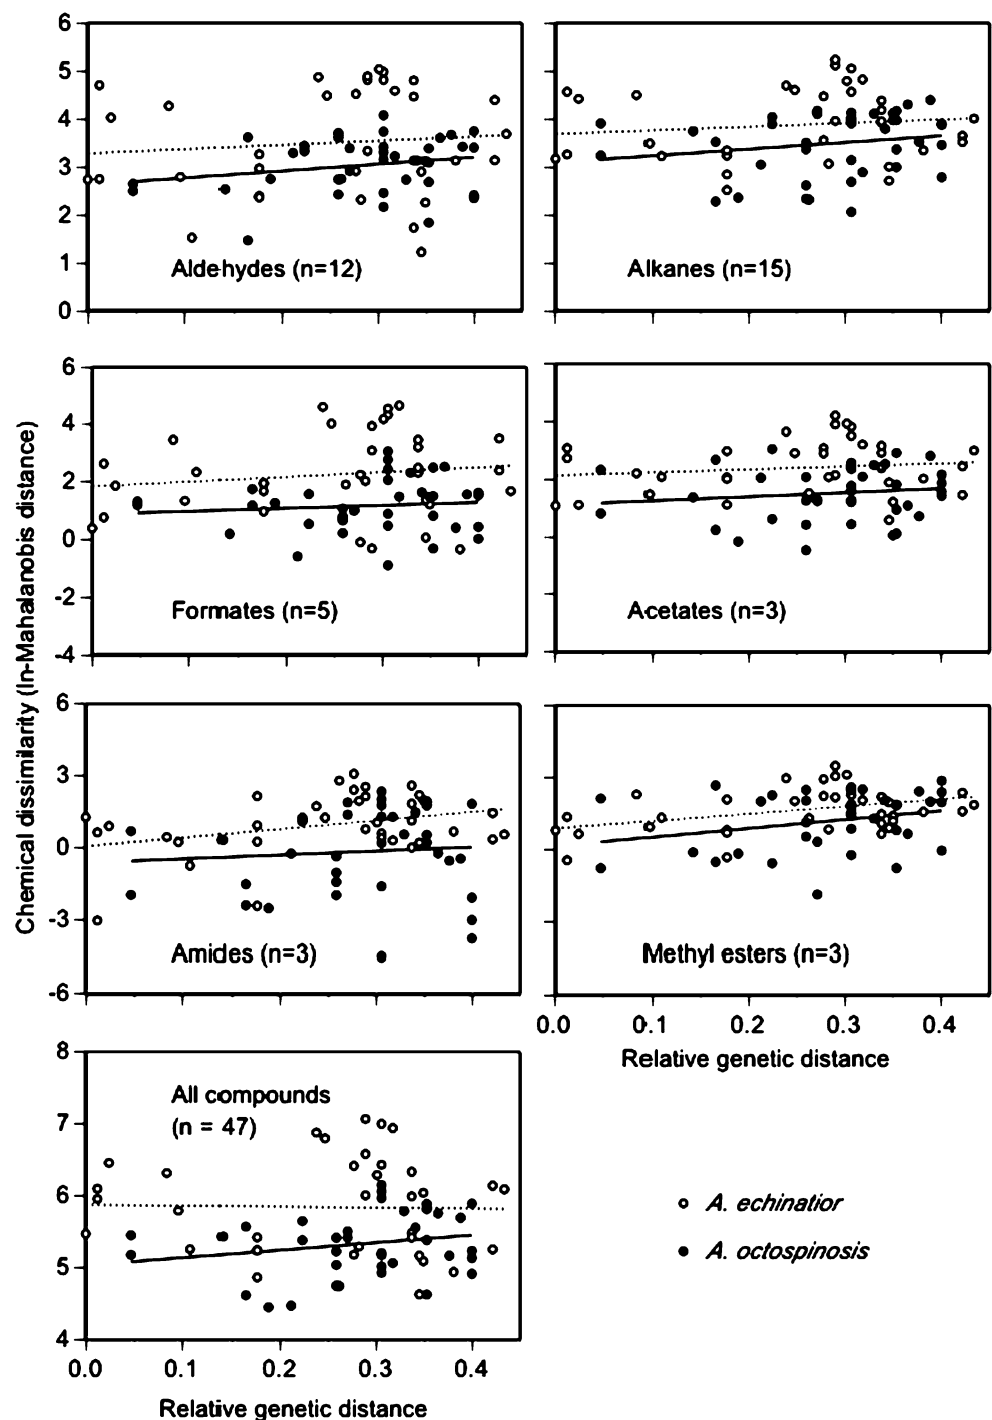 6
5
4
3
2
1
0
Aldehydes (n=12)
Alkanes (n=15)
6
4
2
0
-2
-4
Formates (n=5)
Acetates (n=3)
Chemical dissimilarity (ln-Mahalanobis distance)
6
3
0
-3
-6
Amides (n=3)
Methyl esters (n=3)
0.0 0.1 0.2 0.3 0.4
Relative genetic distance
8
7
6
5
4
All compounds
(n = 47)
A. echinatior
A. octospinosis
0.0 0.1 0.2 0.3 0.4
Relative genetic distance